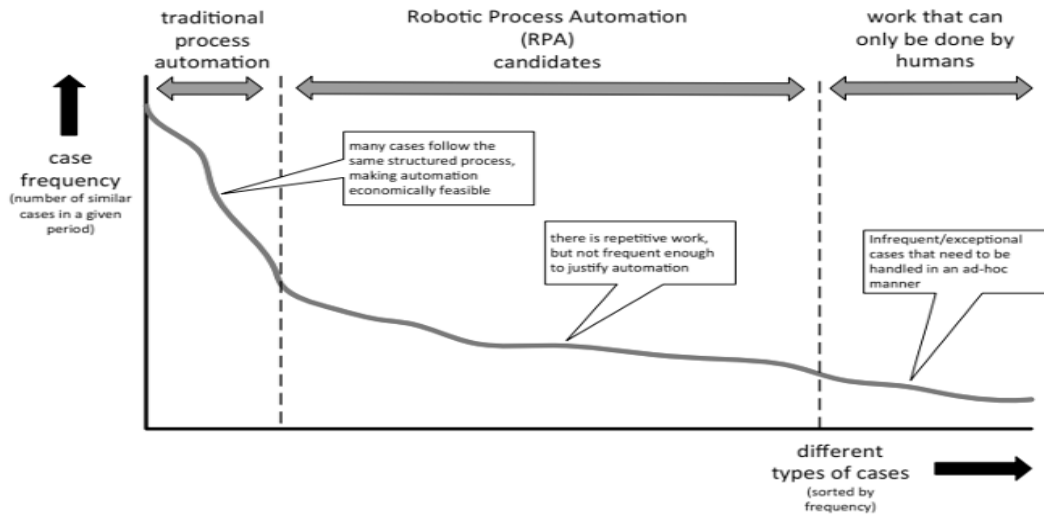 traditional
process
automation
Robotic Process Automation
(RPA)
candidates
work that can
only be done by
humans
case
frequency
(number of similar
cases in a given
period)
many cases follow the
same structured process,
making automation
economically feasible
there is repetitive work,
but not frequent enough
to justify automation
Infrequent/exceptional
cases that need to be
handled in an ad-hoc
manner
different
types of cases
(sorted by
frequency)